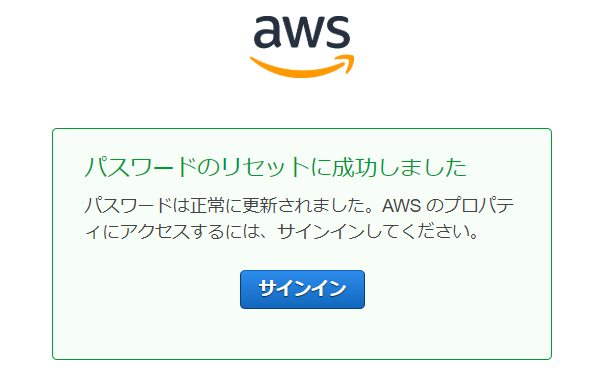 aws
パスワードのリセットに成功しました
パスワードは正常に更新されました。AWS のプロパテ
ィにアクセスするには、サインインしてください。
サインイン